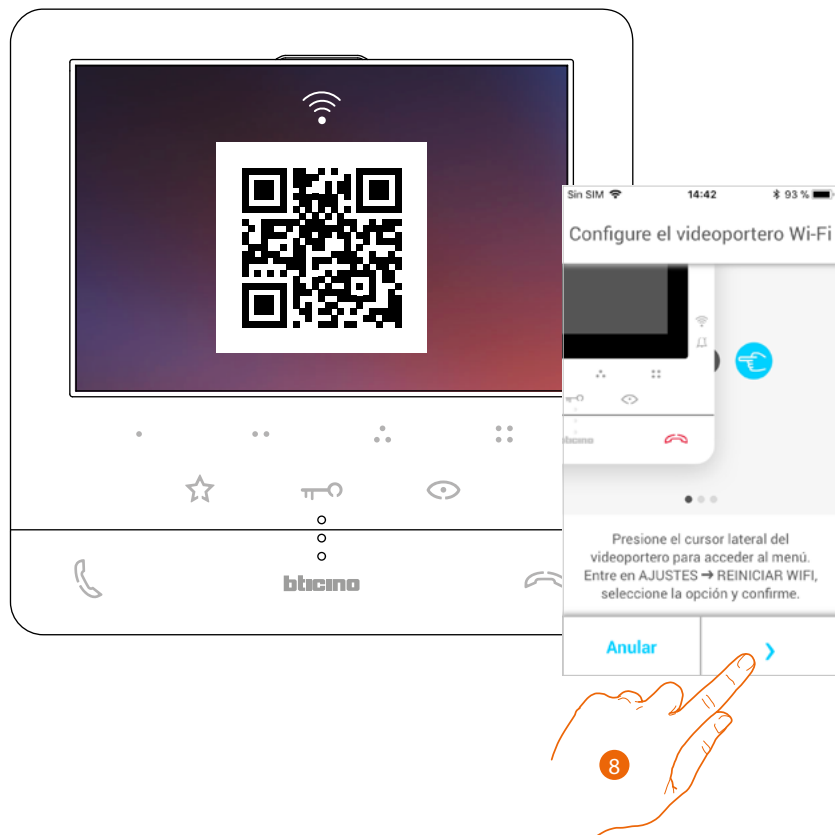 Sin SIM 14:42 93 %
Configure el videoportero Wi-Fi
bticino
Presione el cursor lateral del
videoportero para acceder al menú.
Entre en AJUSTES → REINICIAR WIFI,
seleccione la opción y confirme.
bticino
Anular
8